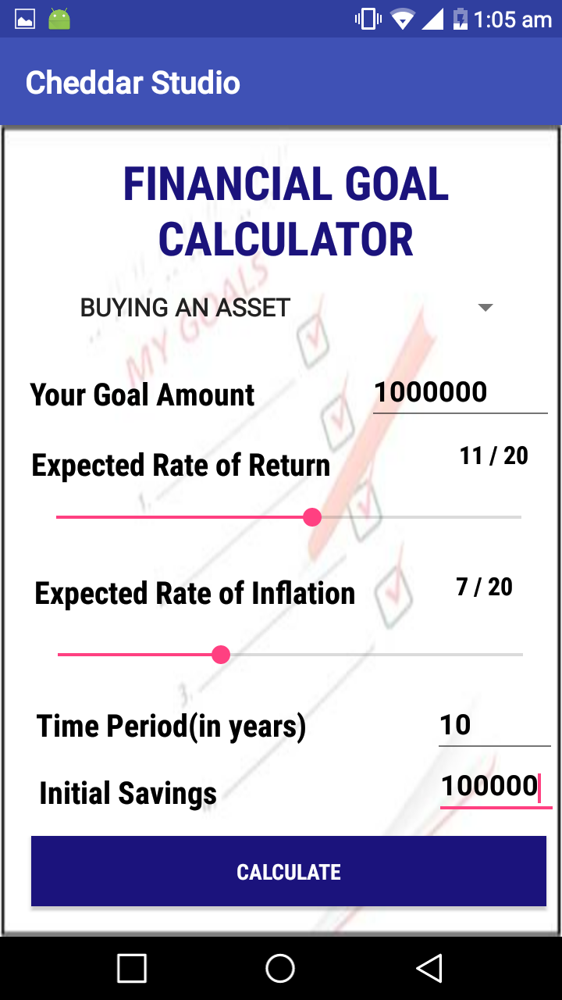 1:05 am
Cheddar Studio
FINANCIAL GOAL
CALCULATOR
BUYING AN ASSET
MY GOALS
Your Goal Amount 1000000
Expected Rate of Return 11 / 20
1.
Expected Rate of Inflation 7 / 20
3.
Time Period(in years) 10
Initial Savings 100000
CALCULATE